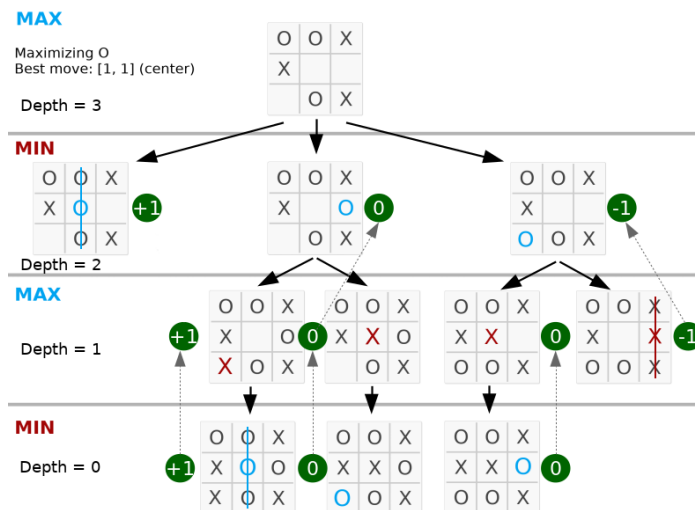 MAX
Maximizing O
Best move: [1, 1] (center)
Depth = 3
O O X
X
O X
MIN
O O X
X O
O X
+1
O O X
X O
O X
0
O O X
X
O O X
-1
Depth = 2
MAX
Depth = 1
+1
O O X
X O
X O X
0
O O X
X X O
O X
O O X
X X
O O X
0
O O X
X X
O O X
-1
MIN
Depth = 0
+1
O O X
X O O
X O X
0
O O X
X X O
O O X
O O X
X X O
O O X
0